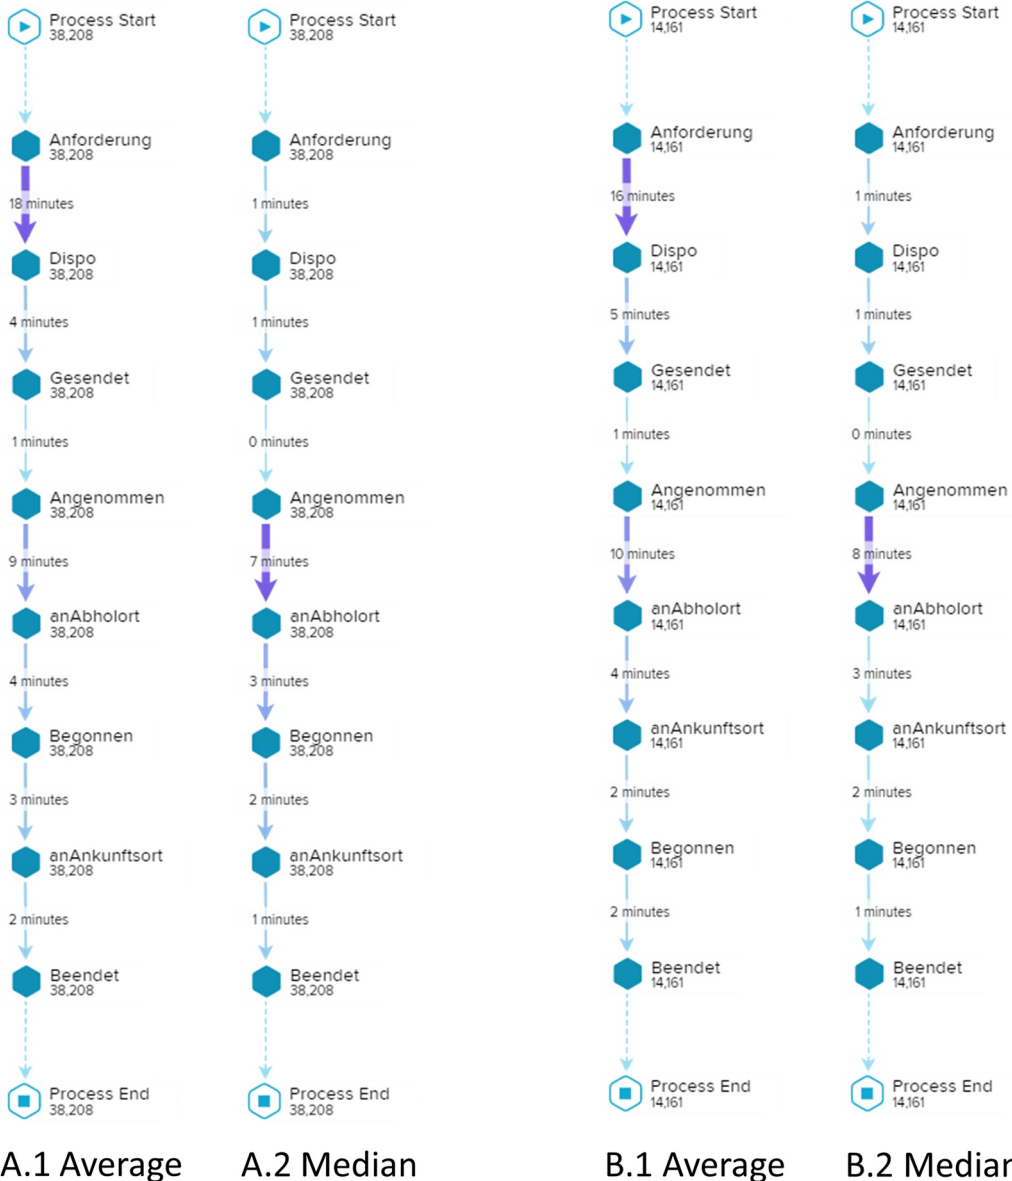 Process Start
38,208
Anforderung
38,208
18 minutes
Dispo
38,208
4 minutes
Gesendet
38,208
1 minutes
Angenommen
38,208
9 minutes
anAbholort
38,208
4 minutes
Begonnen
38,208
3 minutes
anAnkunftsort
38,208
2 minutes
Beendet
38,208
Process End
38,208
A.1 Average
Process Start
38,208
Anforderung
38,208
1 minutes
Dispo
38,208
1 minutes
Gesendet
38,208
0 minutes
Angenommen
38,208
7 minutes
anAbholort
38,208
3 minutes
Begonnen
38,208
2 minutes
anAnkunftsort
38,208
1 minutes
Beendet
38,208
Process End
38,208
A.2 Median
Process Start
14,161
Anforderung
14,161
16 minutes
Dispo
14,161
5 minutes
Gesendet
14,161
1 minutes
Angenommen
14,161
10 minutes
anAbholort
14,161
4 minutes
anAnkunftsort
14,161
2 minutes
Begonnen
14,161
2 minutes
Beendet
14,161
Process End
14,161
B.1 Average
Process Start
14,161
Anforderung
14,161
1 minutes
Dispo
14,161
1 minutes
Gesendet
14,161
0 minutes
Angenommen
14,161
8 minutes
anAbholort
14,161
3 minutes
anAnkunftsort
14,161
2 minutes
Begonnen
14,161
1 minutes
Beendet
14,161
Process End
14,161
B.2 Median